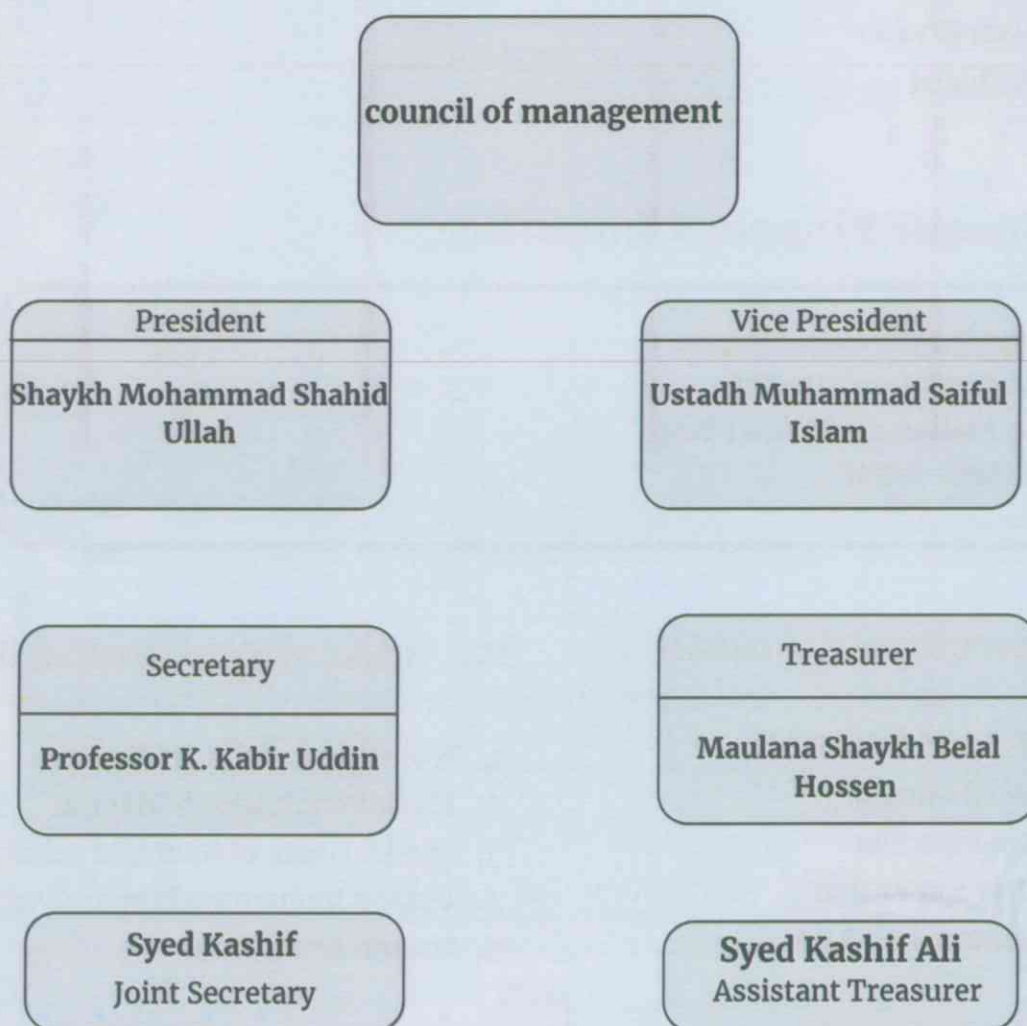 council of management
President
Shaykh Mohammad Shahid
Ullah
Vice President
Ustadh Muhammad Saiful
Islam
Secretary
Professor K. Kabir Uddin
Treasurer
Maulana Shaykh Belal
Hossen
Syed Kashif
Joint Secretary
Syed Kashif Ali
Assistant Treasurer